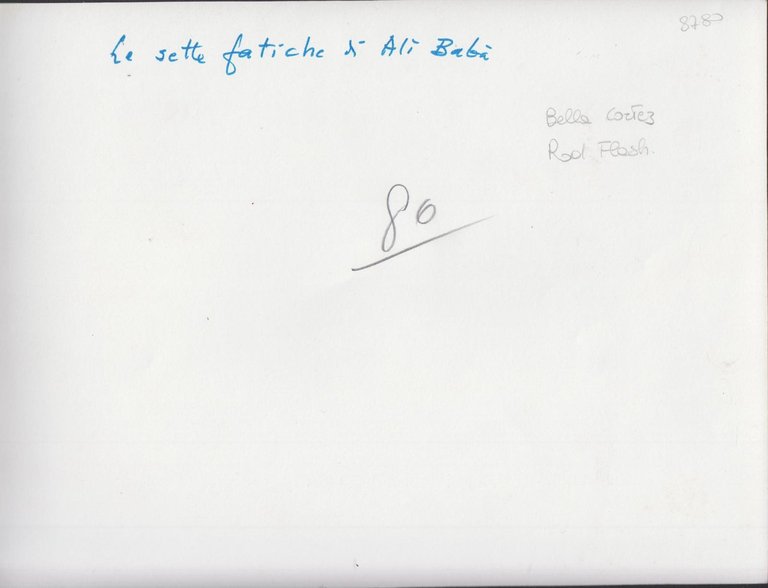 8780
Le sette fatiche di Alì Babà
Bella Cortez
Rod Flash.
80